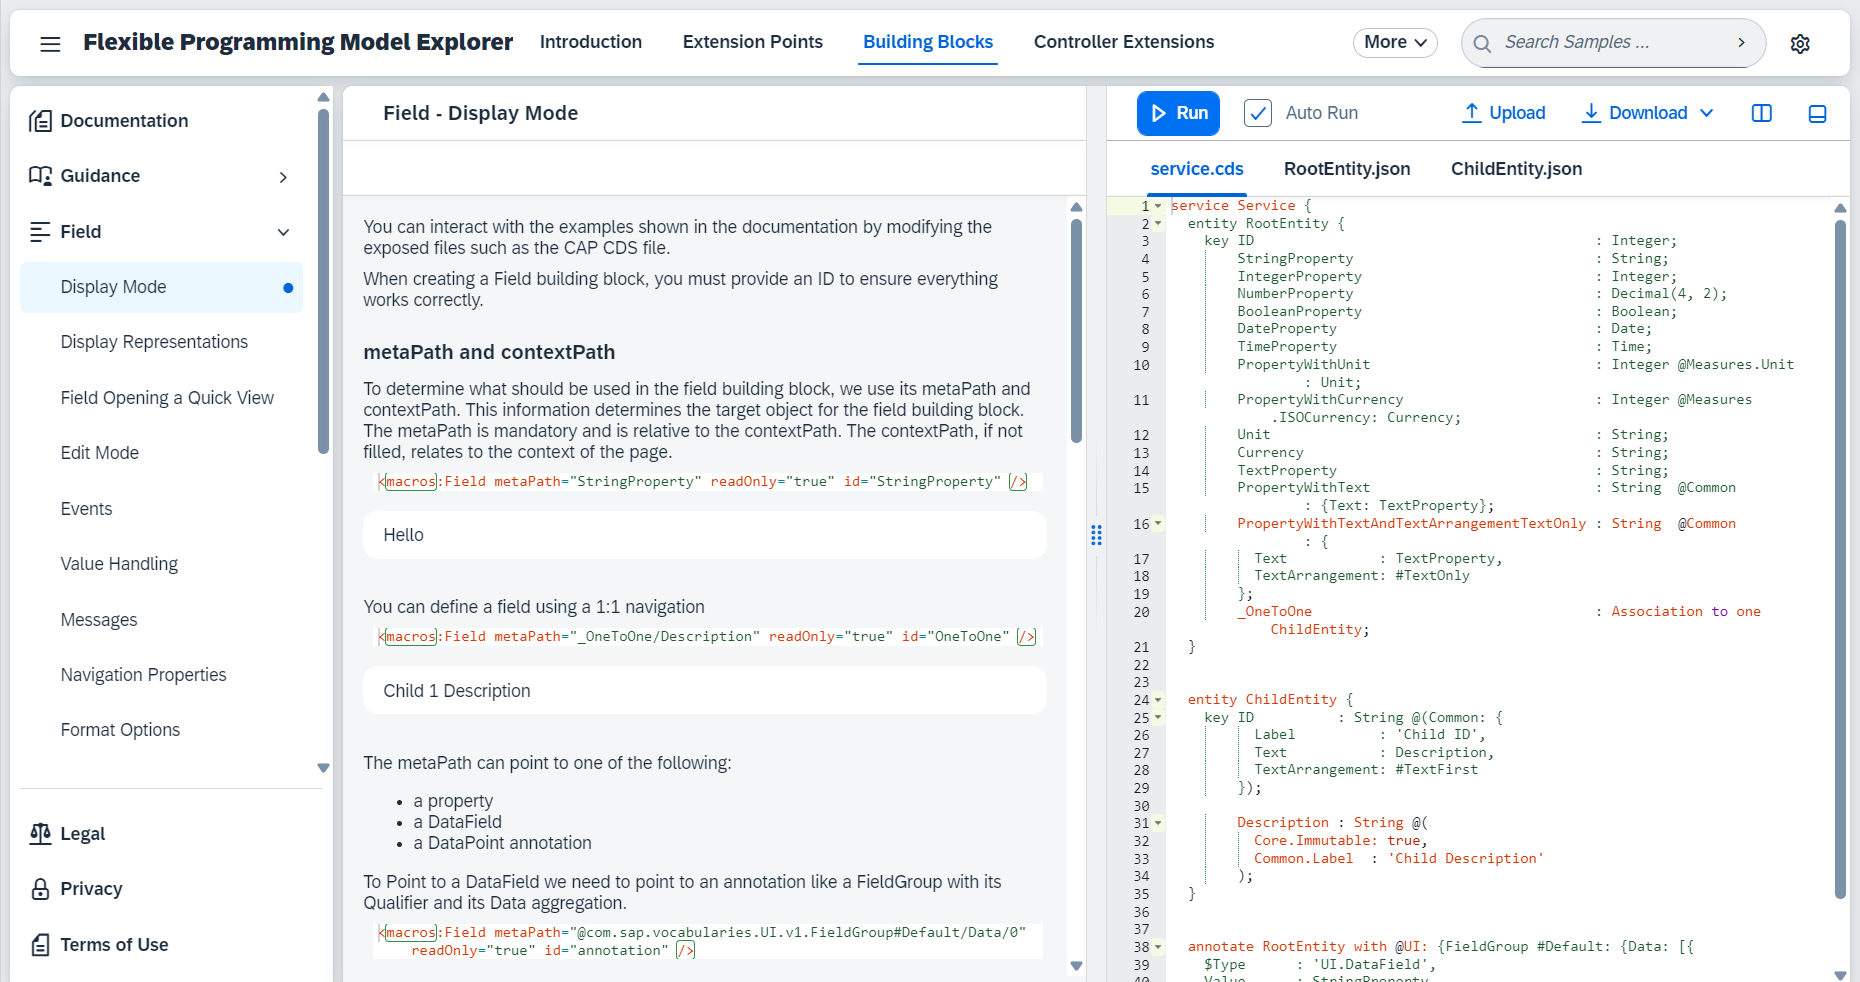 Flexible Programming Model Explorer
Introduction
Extension Points
Building Blocks
Controller Extensions
More
Search Samples ...
Documentation
Guidance
Field
Display Mode
Display Representations
Field Opening a Quick View
Edit Mode
Events
Value Handling
Messages
Navigation Properties
Format Options
Legal
Privacy
Terms of Use
Field - Display Mode
You can interact with the examples shown in the documentation by modifying the
exposed files such as the CAP CDS file.
When creating a Field building block, you must provide an ID to ensure everything
works correctly.
metaPath and contextPath
To determine what should be used in the field building block, we use its metaPath and
contextPath. This information determines the target object for the field building block.
The metaPath is mandatory and is relative to the contextPath. The contextPath, if not
filled, relates to the context of the page.
<macros:Field metaPath="StringProperty" readOnly="true" id="StringProperty" />
Hello
You can define a field using a 1:1 navigation
<macros:Field metaPath="_OneToOne/Description" readOnly="true" id="OneToOne" />
Child 1 Description
The metaPath can point to one of the following:
• a property
• a DataField
• a DataPoint annotation
To Point to a DataField we need to point to an annotation like a FieldGroup with its
Qualifier and its Data aggregation.
<macros:Field metaPath="@com.sap.vocabularies.UI.v1.FieldGroup#Default/Data/0"
readOnly="true" id="annotation" />
Run
Auto Run
Upload
Download
service.cds
RootEntity.json
ChildEntity.json
1 service Service {
2 entity RootEntity {
3 key ID : Integer;
4 StringProperty : String;
5 IntegerProperty : Integer;
6 NumberProperty : Decimal(4, 2);
7 BooleanProperty : Boolean;
8 DateProperty : Date;
9 TimeProperty : Time;
10 PropertyWithUnit : Integer @Measures.Unit
: Unit;
11 PropertyWithCurrency : Integer @Measures
.ISOCurrency: Currency;
12 Unit : String;
13 Currency : String;
14 TextProperty : String;
15 PropertyWithText : String @Common
: {Text: TextProperty};
16 PropertyWithTextAndTextArrangementTextOnly : String @Common
: {
17 Text : TextProperty,
18 TextArrangement: #TextOnly
19 };
20 _OneToOne : Association to one
ChildEntity;
21 }
22
23
24 entity ChildEntity {
25 key ID : String @(Common: {
26 Label : 'Child ID',
27 Text : Description,
28 TextArrangement: #TextFirst
29 });
30
31 Description : String @(
32 Core.Immutable: true,
33 Common.Label : 'Child Description'
34 );
35 }
36
37
38 annotate RootEntity with @UI: {FieldGroup #Default: {Data: [{
39 $Type : 'UI.DataField',
40 Value : StringProperty